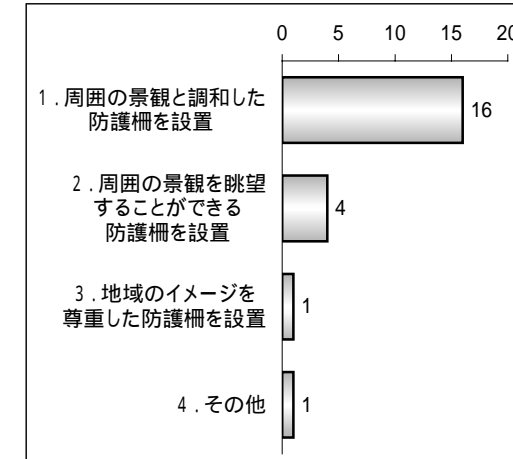 0 5 10 15 20
1．周囲の景観と調和した
防護柵を設置
16
2．周囲の景観を眺望
することができる
防護柵を設置
4
3．地域のイメージを
尊重した防護柵を設置
1
4．その他
1